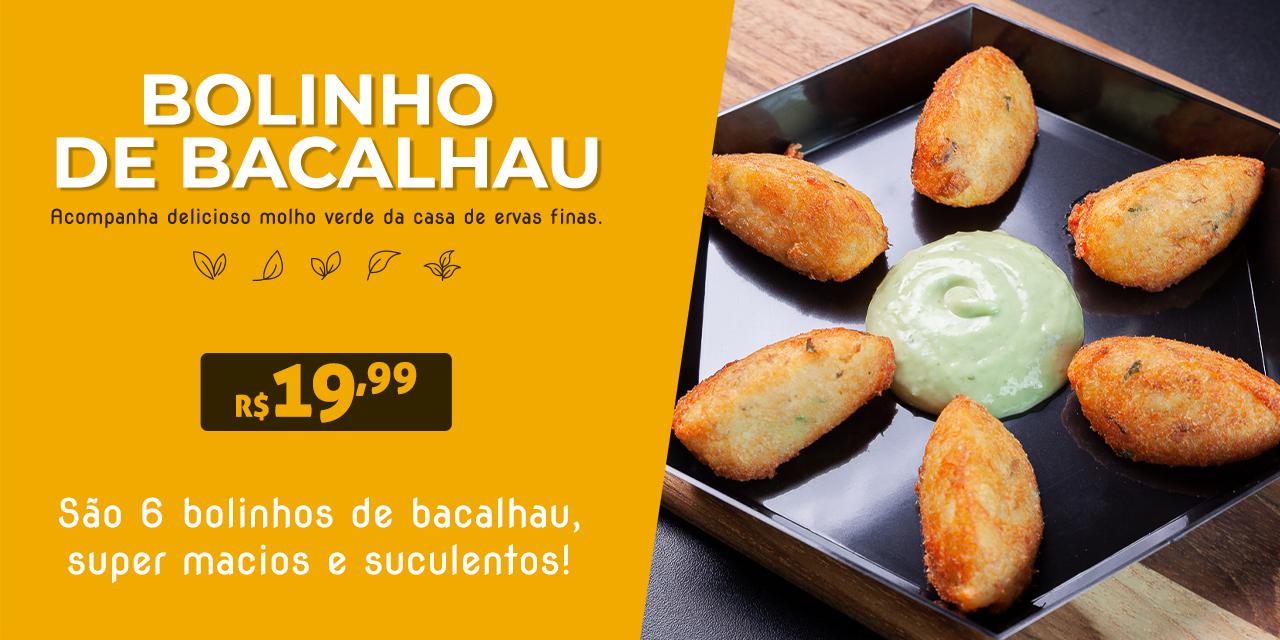 BOLINHO
DE BACALHAU
Acompanha delicioso molho verde da casa de ervas finas.
R$19,99
São 6 bolinhos de bacalhau,
super macios e suculentos!